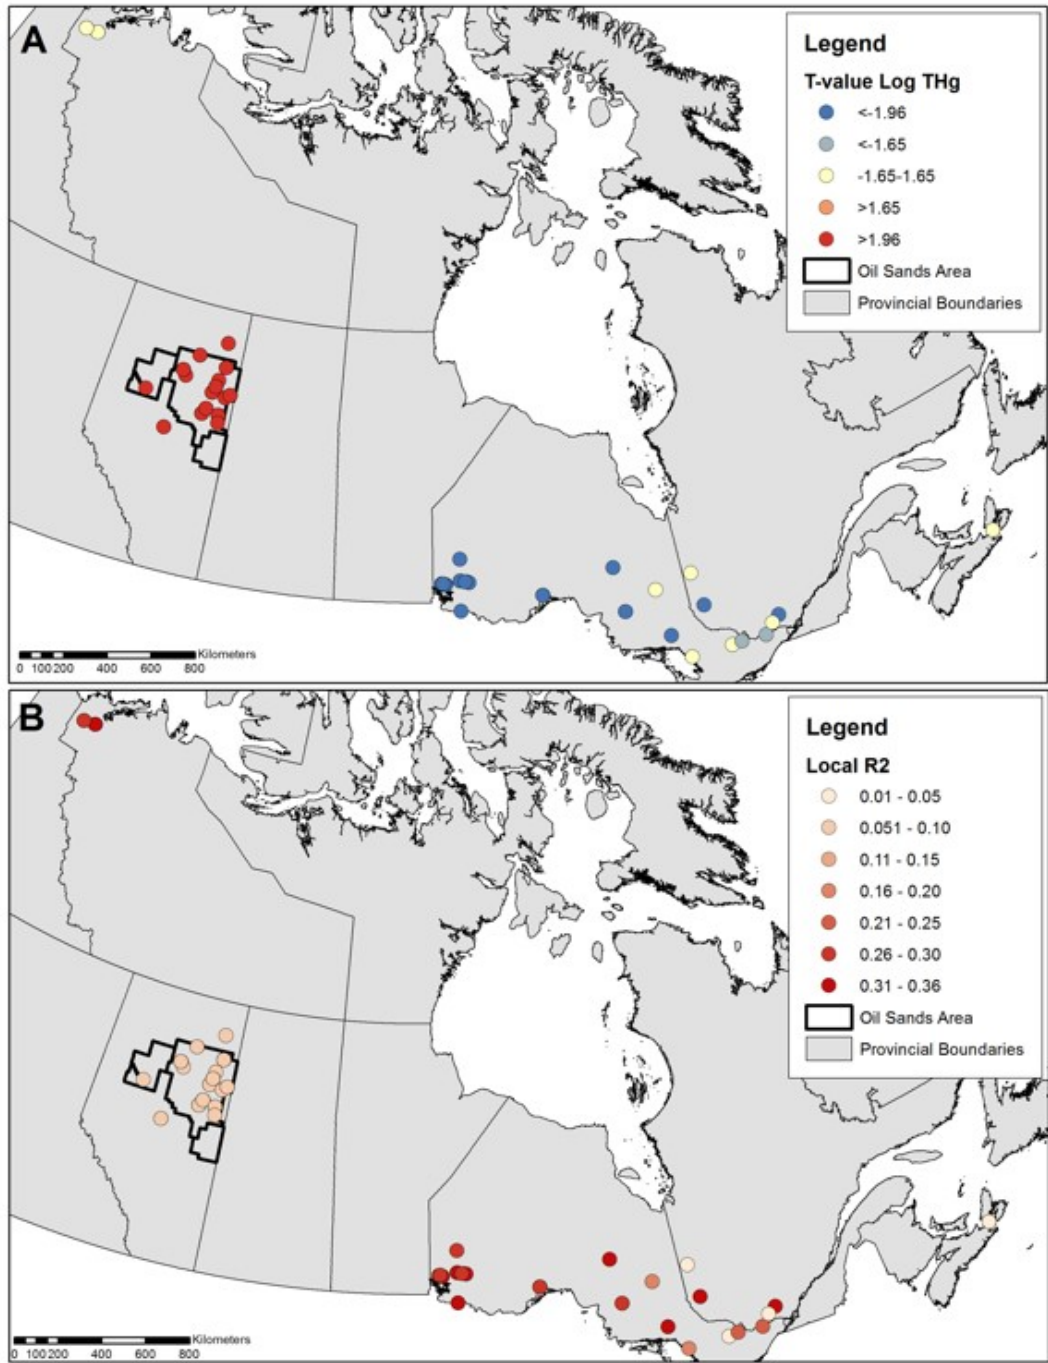 A
Legend
T-value Log THg
<-1.96
<-1.65
-1.65-1.65
>1.65
>1.96
Oil Sands Area
Provincial Boundaries
Kilometers
0 100 200 400 600 800
B
Legend
Local R2
0.01 - 0.05
0.051 - 0.10
0.11 - 0.15
0.16 - 0.20
0.21 - 0.25
0.26 - 0.30
0.31 - 0.36
Oil Sands Area
Provincial Boundaries
Kilometers
0 100 200 400 600 800